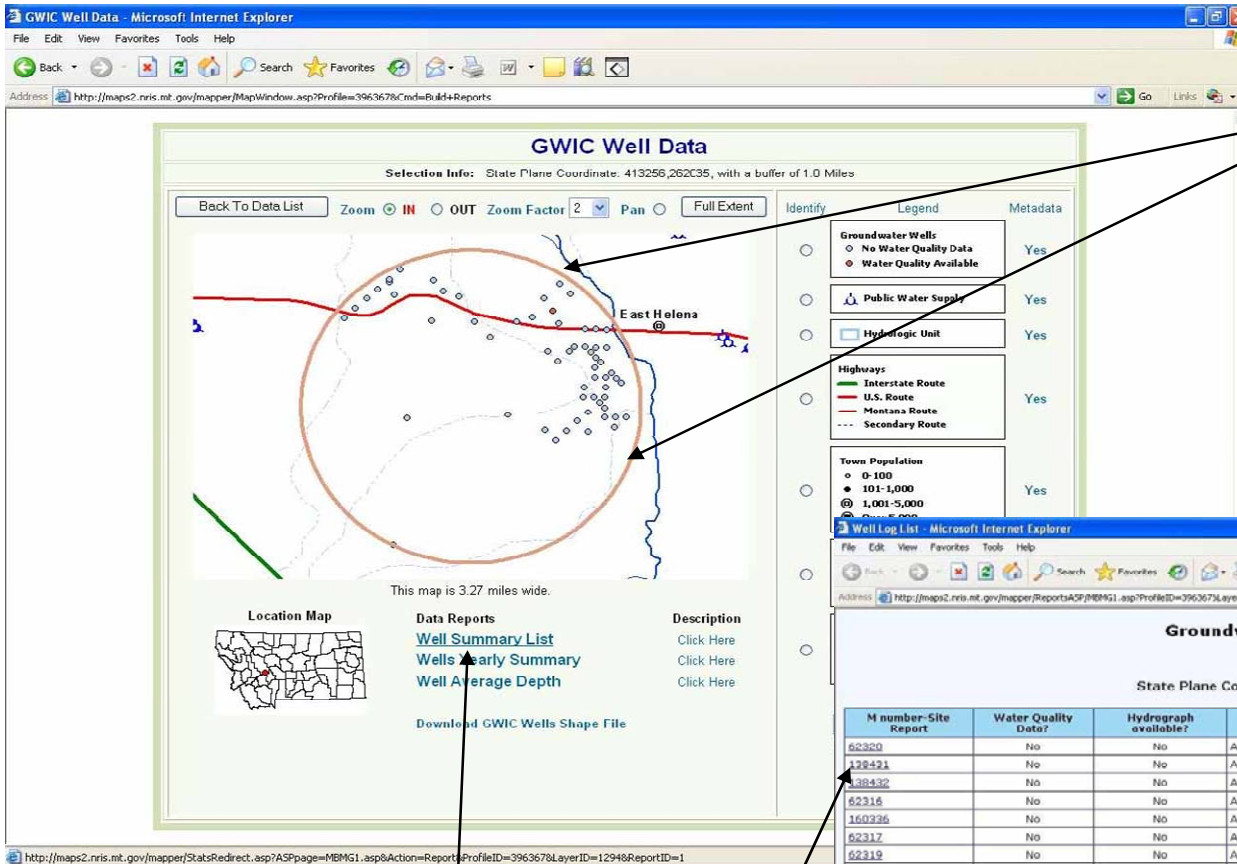 GWIC Well Data - Microsoft Internet Explorer
File Edit View Favorites Tools Help
Back Search Favorites
Address http://maps2.nris.mt.gov/mapper/MapWindow.asp?Profile=396367&Cmd=Build+Reports Go Links
GWIC Well Data
Selection Info: State Plane Coordinate: 413256,262035, with a buffer of 1.0 Miles
Back To Data List Zoom IN OUT Zoom Factor 2 Pan Full Extent
Identify Legend Metadata
Groundwater Wells
No Water Quality Data
Water Quality Available
Yes
Public Water Supply Yes
Hydrologic Unit Yes
Highways
Interstate Route
U.S. Route
Montana Route
Secondary Route
Yes
Town Population
0-100
101-1,000
1,001-5,000
Yes
East Helena
This map is 3.27 miles wide.
Location Map Data Reports Description
Well Summary List Click Here
Wells Yearly Summary Click Here
Well Average Depth Click Here
Download GWIC Wells Shape File
http://maps2.nris.mt.gov/mapper/StatsRedirect.asp?ASPpage=MBMG1.asp&Action=Report&ProfileID=396367&LayerID=1294&ReportID=1
Well Log List - Microsoft Internet Explorer
File Edit View Favorites Tools Help
Back Search Favorites
Address http://maps2.nris.mt.gov/mapper/ReportsASP/MBMG1.asp?ProfileID=396367&Laye
Ground
State Plane Co
M number-Site Report Water Quality Data? Hydrograph available?
62320 No No A
138431 No No A
138432 No No A
62316 No No A
160336 No No A
62317 No No A
62319 No No A